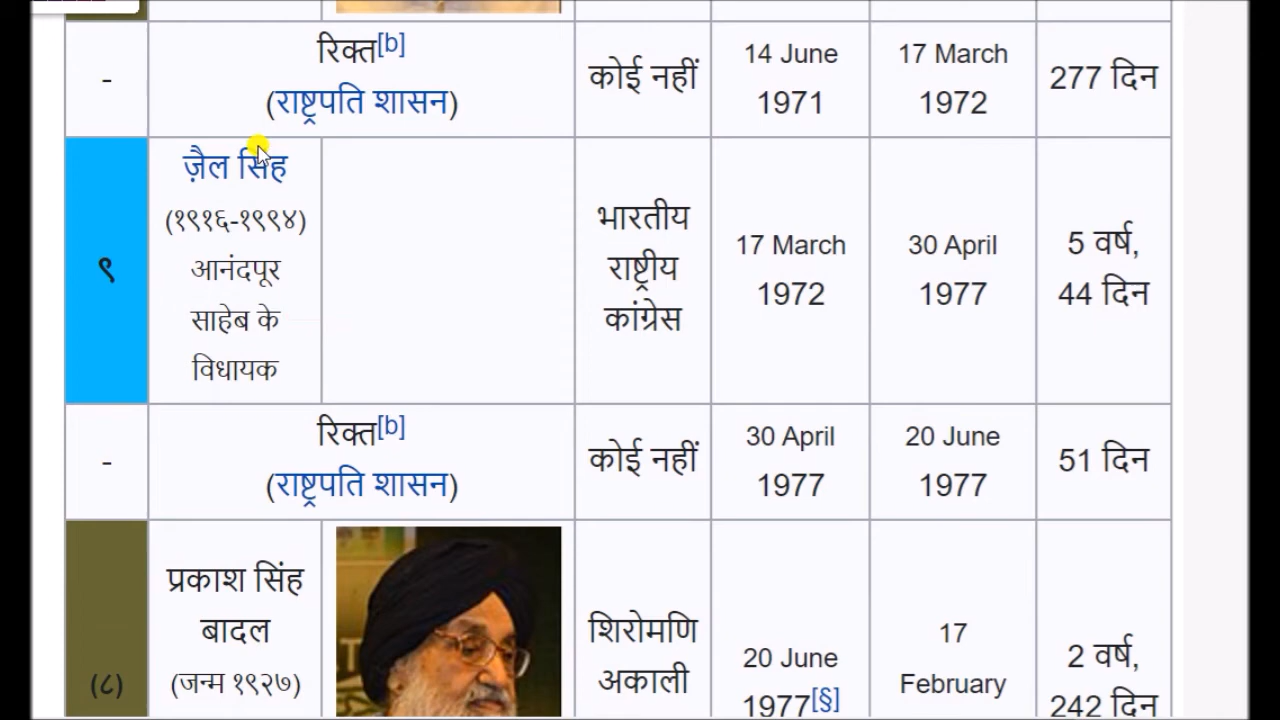 -
रिक्त[b]
(राष्ट्रपति शासन)
कोई नहीं
14 June
1971
17 March
1972
277 दिन
९
ज़ैल सिंह
(१९१६-१९९४)
आनंदपूर
साहेब के
विधायक
भारतीय
राष्ट्रीय
कांग्रेस
17 March
1972
30 April
1977
5 वर्ष,
44 दिन
-
रिक्त[b]
(राष्ट्रपति शासन)
कोई नहीं
30 April
1977
20 June
1977
51 दिन
(८)
प्रकाश सिंह
बादल
(जन्म १९२७)
शिरोमणि
अकाली
20 June
1977[§]
17
February
2 वर्ष,
242 दिन